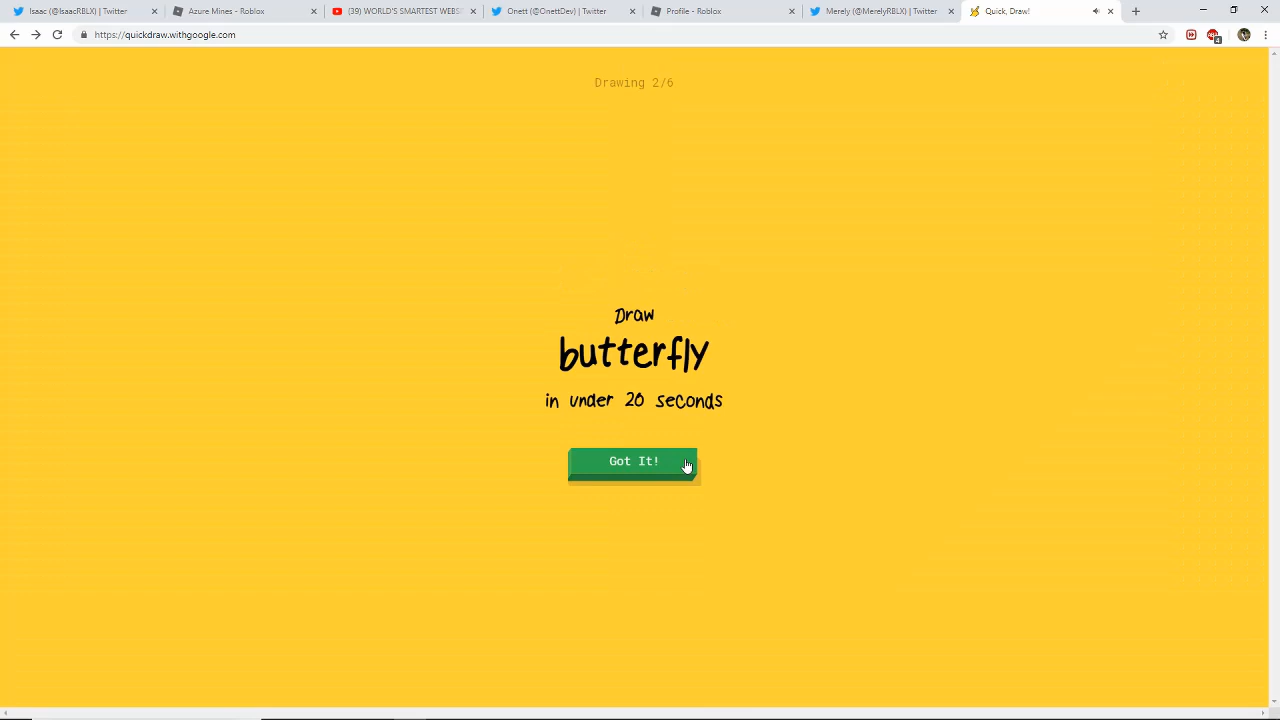 Isaac (@IsaacRBLX) | Twitter
Azure Mines - Roblox
(39) WORLD'S SMARTEST WEBS
Onett (@OnettDev) | Twitter
Profile - Roblox
Merely (@MerelyRBLX) | Twitter
Quick, Draw!
https://quickdraw.withgoogle.com
Drawing 2/6
Draw
butterfly
in under 20 seconds
Got It!